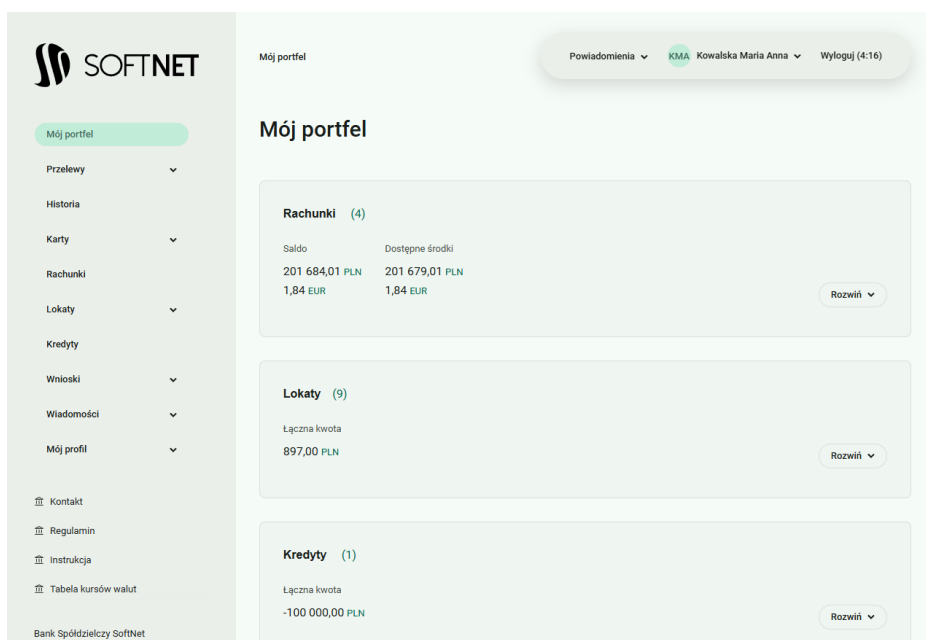 SOFTNET
Mój portfel
Powiadomienia
KMA Kowalska Maria Anna
Wyloguj (4:16)
Mój portfel
Przelewy
Historia
Karty
Rachunki
Lokaty
Kredyty
Wnioski
Wiadomości
Mój profil
Kontakt
Regulamin
Instrukcja
Tabela kursów walut
Bank Spółdzielczy SoftNet
Mój portfel
Rachunki (4)
Saldo Dostępne środki
201 684,01 PLN 201 679,01 PLN
1,84 EUR 1,84 EUR
Rozwiń
Lokaty (9)
Łączna kwota
897,00 PLN
Rozwiń
Kredyty (1)
Łączna kwota
-100 000,00 PLN
Rozwiń